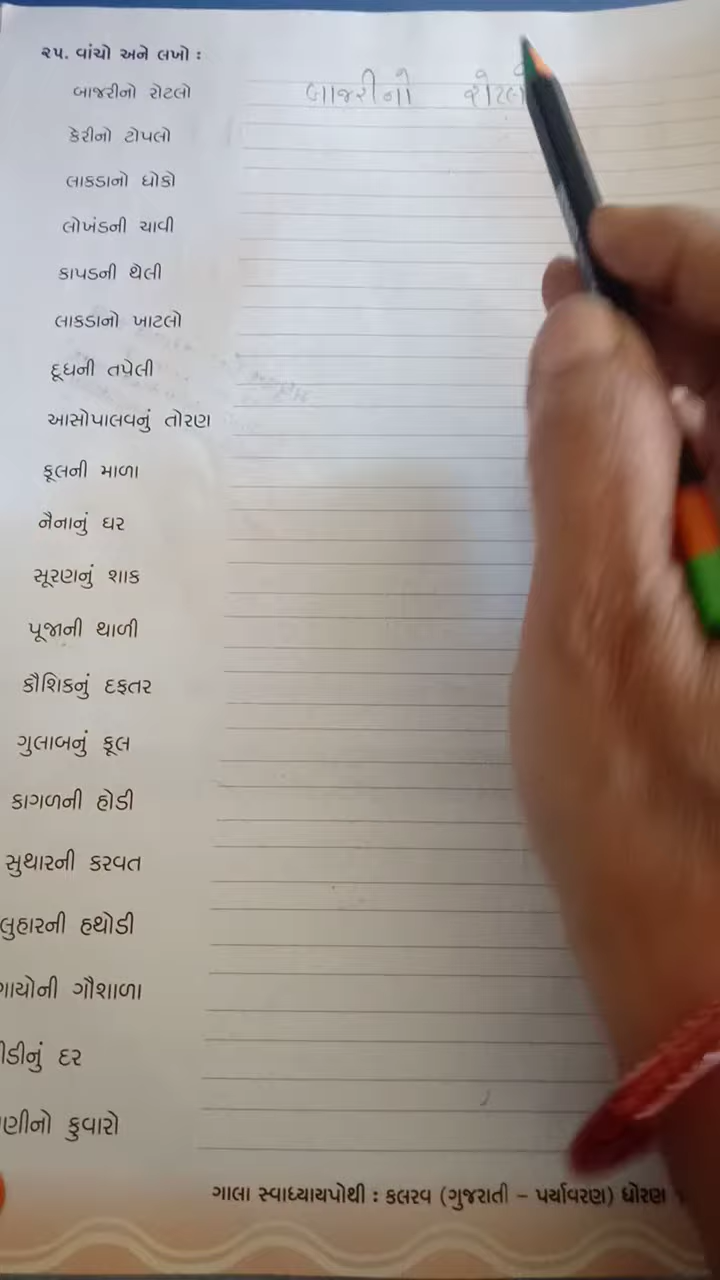 ૨૫. વાંચો અને લખો :
બાજરીનો રોટલો બાજરીનો રોટલો
કેરીનો ટોપલો
લાકડાનો ધોકો
લોખંડની ચાવી
કાપડની થેલી
લાકડાનો ખાટલો
દૂધની તપેલી
આસોપાલવનું તોરણ
ફૂલની માળા
નૈનાનું ઘર
સૂરણનું શાક
પૂજાની થાળી
કૌશિકનું દફતર
ગુલાબનું ફૂલ
કાગળની હોડી
સુથારની કરવત
લુહારની હથોડી
ગાયોની ગૌશાળા
દર
કુવારો
ગાલા સ્વાધ્યાયપોથી : કલરવ (ગુજરાતી – પર્યાવરણ) ધોરણ